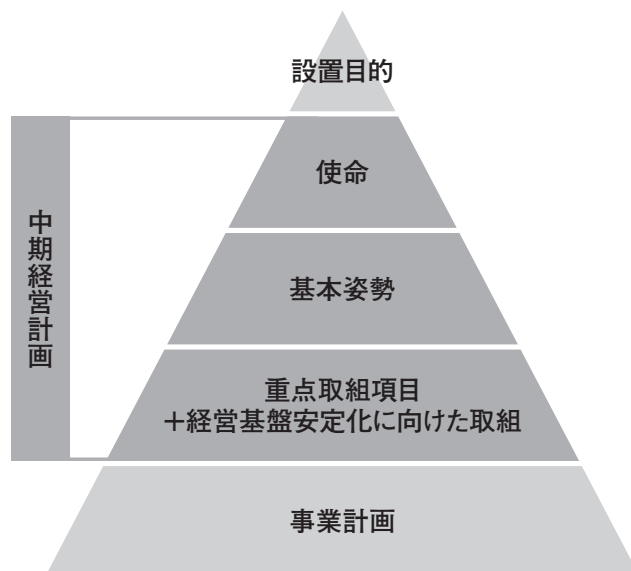 設置目的
中期経営計画
使命
基本姿勢
重点取組項目
＋経営基盤安定化に向けた取組
事業計画